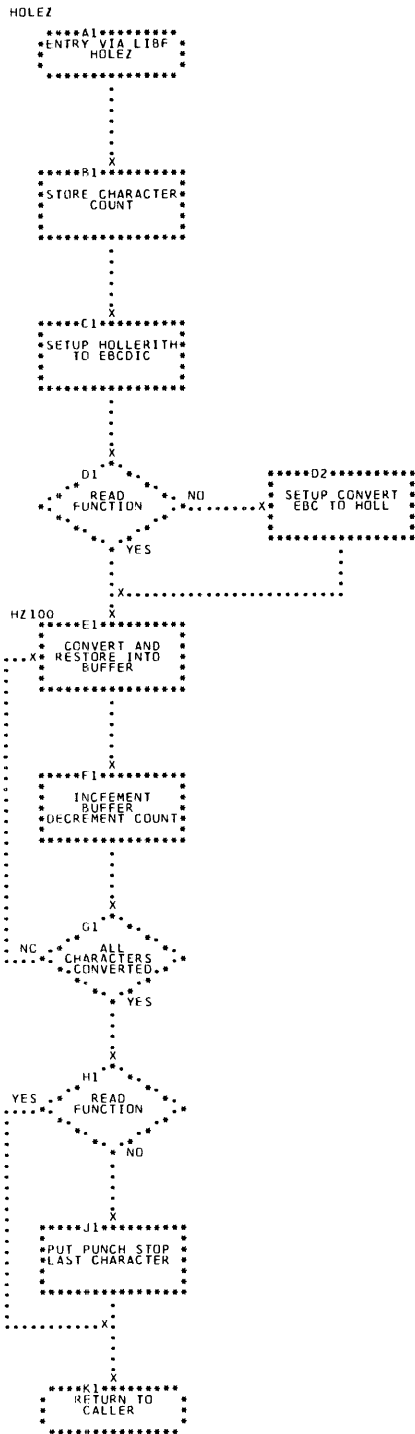 HOLEZ
A1
ENTRY VIA LIBF
HOLEZ
B1
STORE CHARACTER
COUNT
C1
SETUP HOLLERITH
TO EBCDIC
D1
READ
FUNCTION
NO
YES
D2
SETUP CONVERT
EBC TO HOLL
HZ100
E1
CONVERT AND
RESTORE INTO
BUFFER
F1
INCFEMENT
BUFFER
DECREMENT COUNT
G1
ALL
CHARACTERS
CONVERTED
NC
YES
H1
READ
FUNCTION
YES
NO
J1
PUT PUNCH STOP
LAST CHARACTER
K1
RETURN TO
CALLER